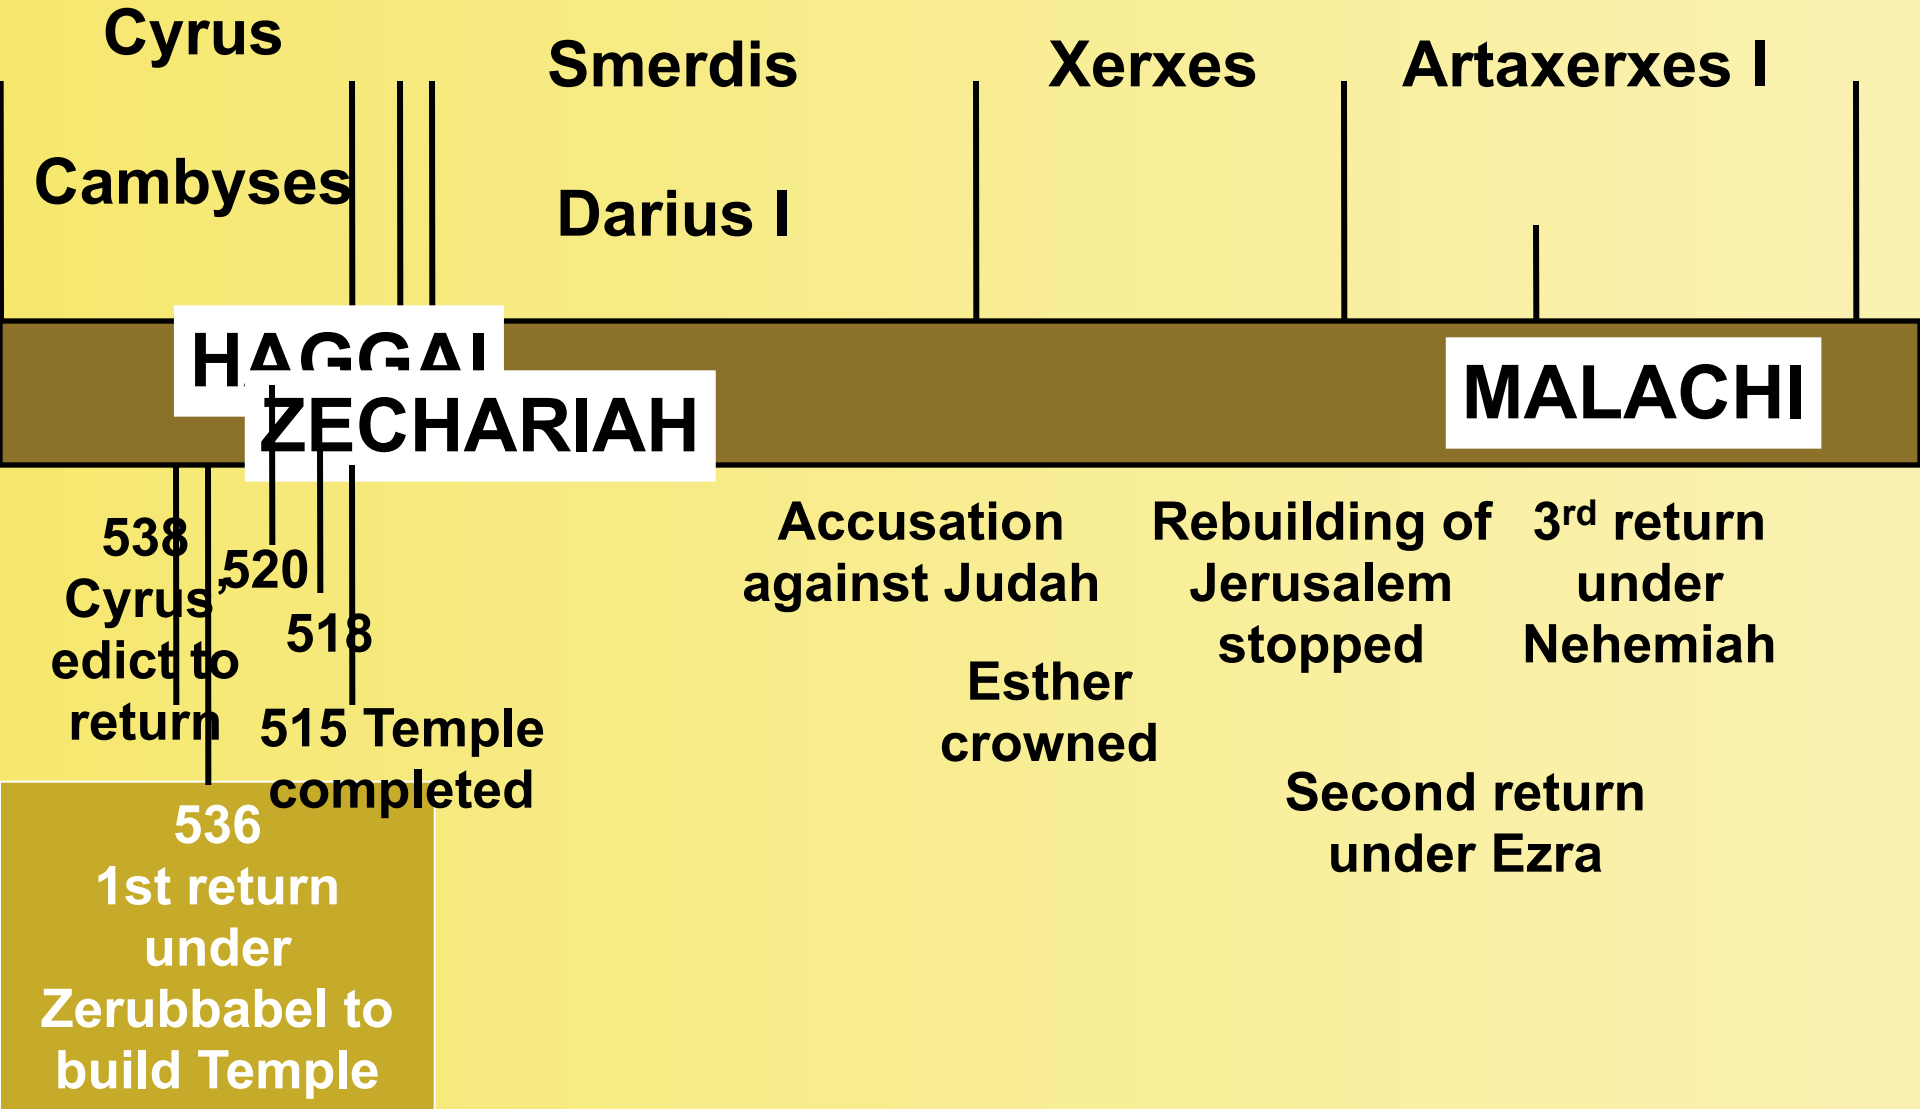 Cyrus
Cambyses
Smerdis
Darius I
Xerxes
Artaxerxes I
HAGGAI
ZECHARIAH
MALACHI
538
Cyrus'
edict to
return
520
518
515 Temple
completed
536
1st return
under
Zerubbabel to
build Temple
Accusation
against Judah
Esther
crowned
Rebuilding of
Jerusalem
stopped
Second return
under Ezra
3rd return
under
Nehemiah